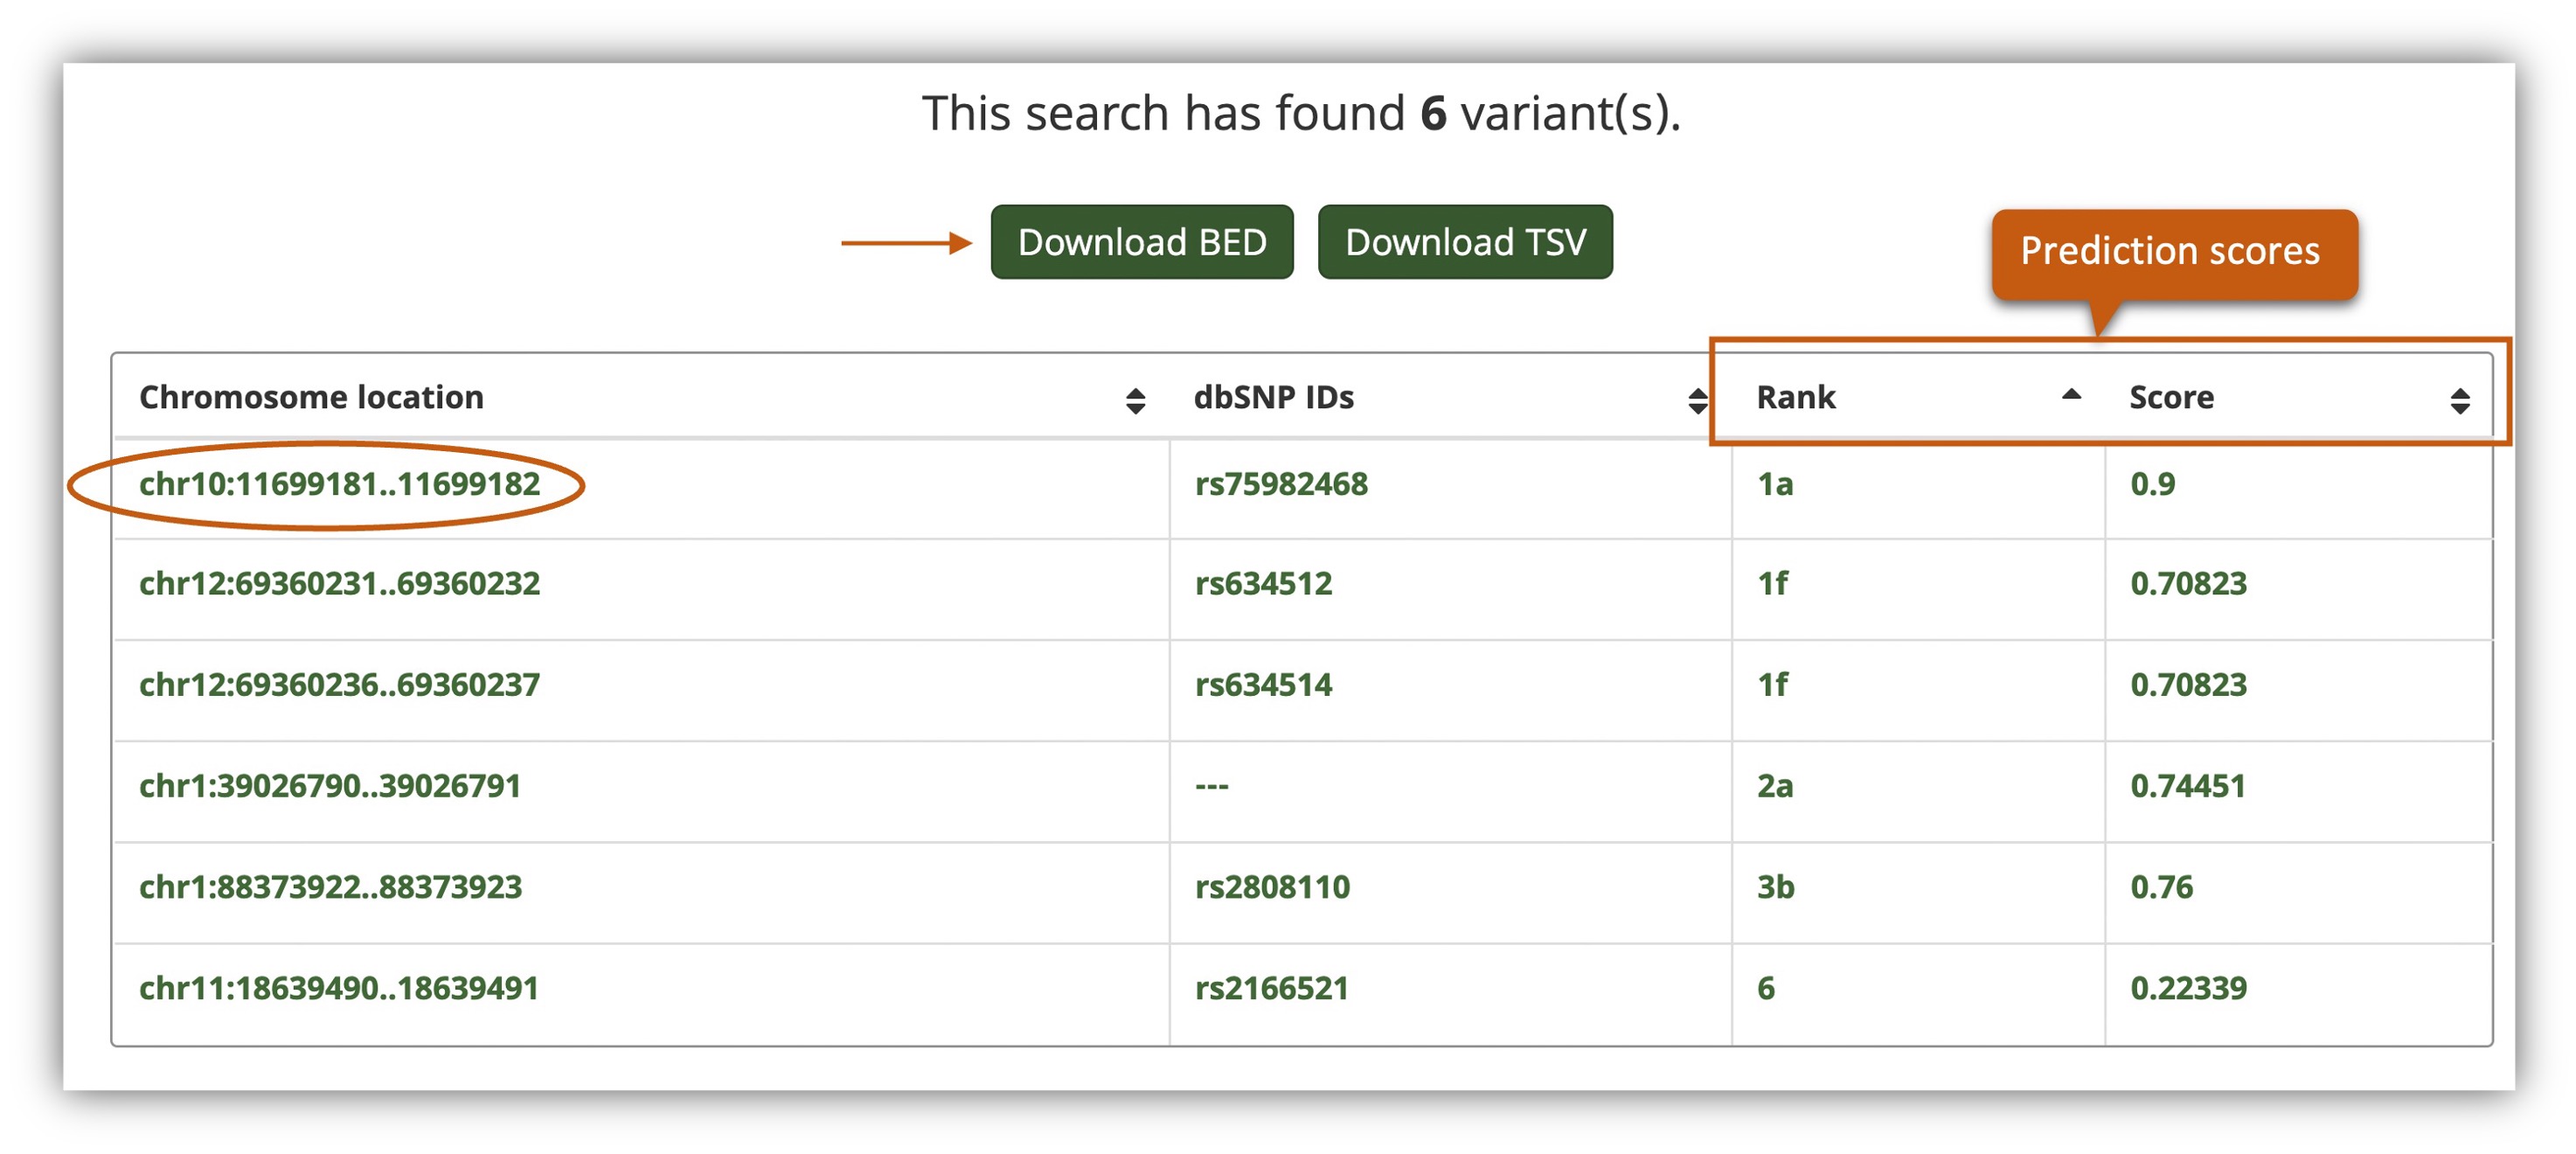 This search has found 6 variant(s).
Download BED Download TSV
Prediction scores
Chromosome location dbSNP IDs Rank Score
chr10:11699181..11699182 rs75982468 1a 0.9
chr12:69360231..69360232 rs634512 1f 0.70823
chr12:69360236..69360237 rs634514 1f 0.70823
chr1:39026790..39026791 --- 2a 0.74451
chr1:88373922..88373923 rs2808110 3b 0.76
chr11:18639490..18639491 rs2166521 6 0.22339